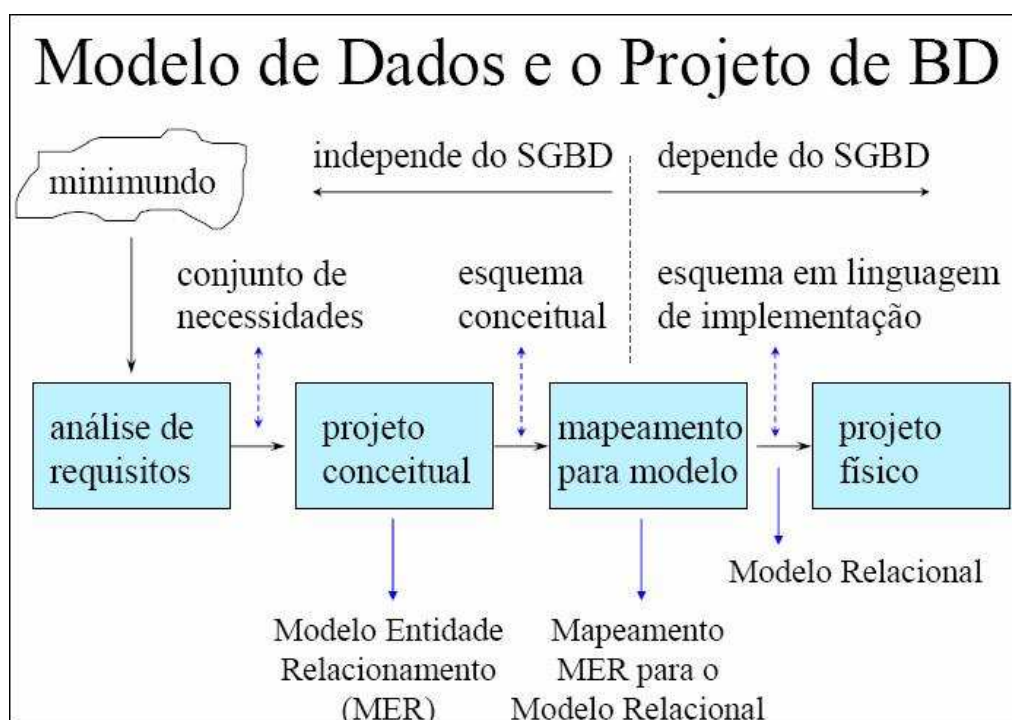 Modelo de Dados e o Projeto de BD
minimundo
independe do SGBD
depende do SGBD
conjunto de
necessidades
esquema
conceitual
esquema em linguagem
de implementação
análise de
requisitos
projeto
conceitual
mapeamento
para modelo
projeto
físico
Modelo Relacional
Modelo Entidade
Relacionamento
(MER)
Mapeamento
MER para o
Modelo Relacional